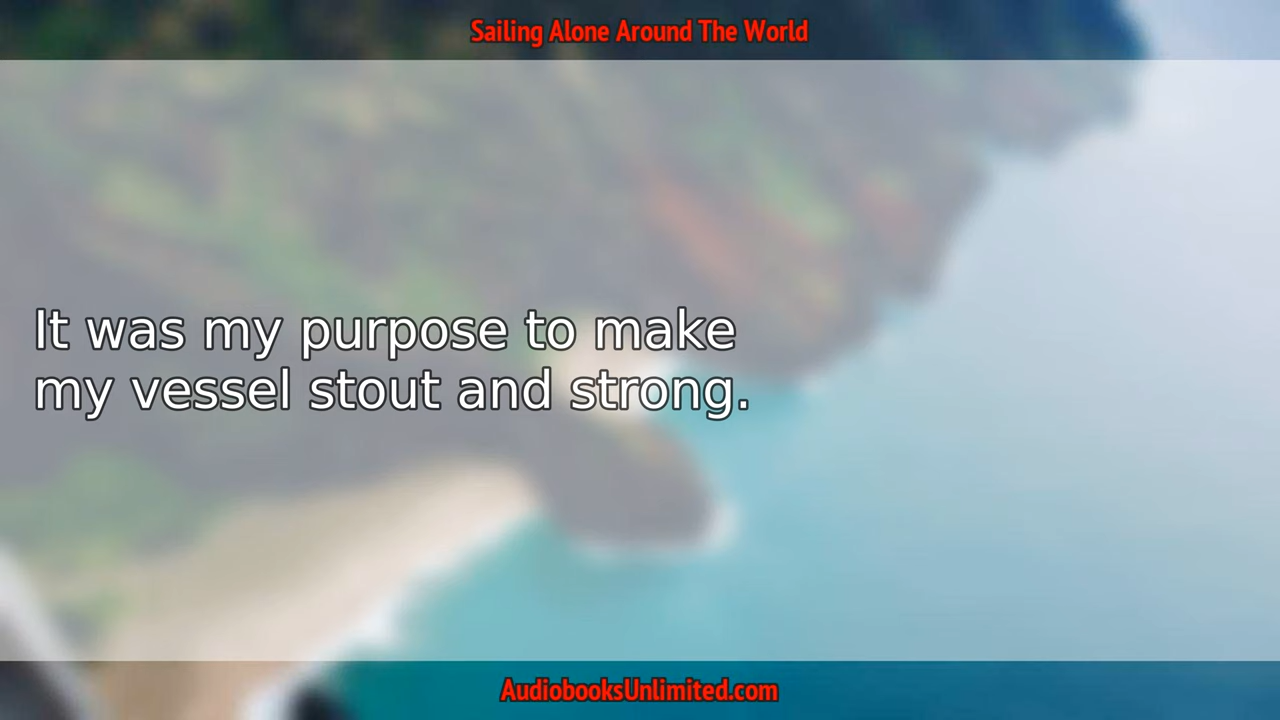 Sailing Alone Around The World
It was my purpose to make
my vessel stout and strong.
AudiobooksUnlimited.com